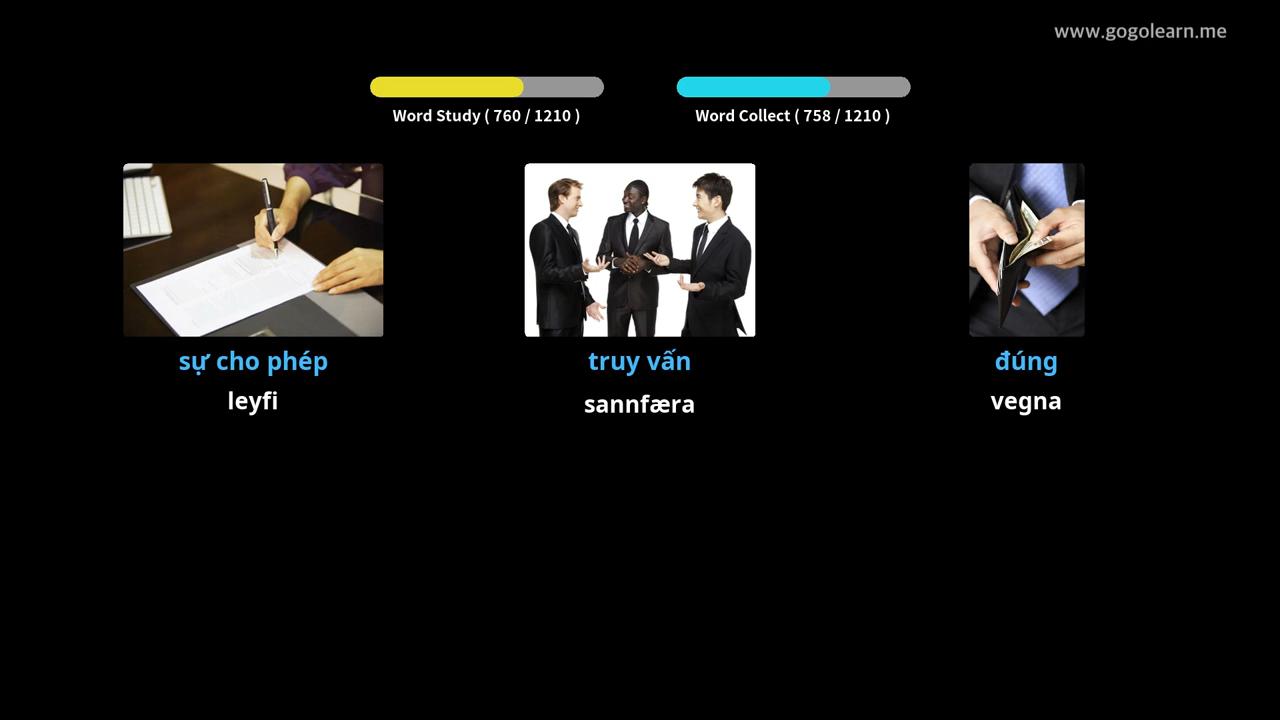 www.gogolearn.me
Word Study ( 760 / 1210 )
Word Collect ( 758 / 1210 )
sự cho phép
leyfi
truy vấn
sannfæra
đúng
vegna